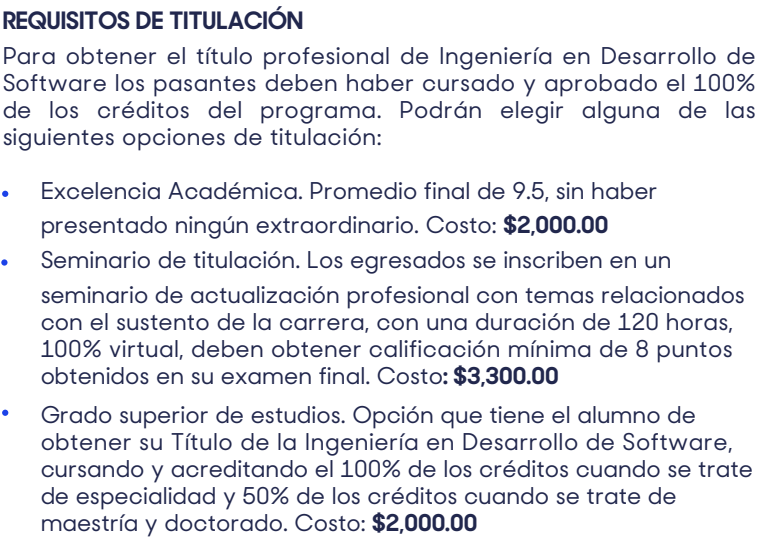 REQUISITOS DE TITULACIÓN
Para obtener el título profesional de Ingeniería en Desarrollo de
Software los pasantes deben haber cursado y aprobado el 100%
de los créditos del programa. Podrán elegir alguna de las
siguientes opciones de titulación:
• Excelencia Académica. Promedio final de 9.5, sin haber
presentado ningún extraordinario. Costo: $2,000.00
• Seminario de titulación. Los egresados se inscriben en un
seminario de actualización profesional con temas relacionados
con el sustento de la carrera, con una duración de 120 horas,
100% virtual, deben obtener calificación mínima de 8 puntos
obtenidos en su examen final. Costo: $3,300.00
• Grado superior de estudios. Opción que tiene el alumno de
obtener su Título de la Ingeniería en Desarrollo de Software,
cursando y acreditando el 100% de los créditos cuando se trate
de especialidad y 50% de los créditos cuando se trate de
maestría y doctorado. Costo: $2,000.00